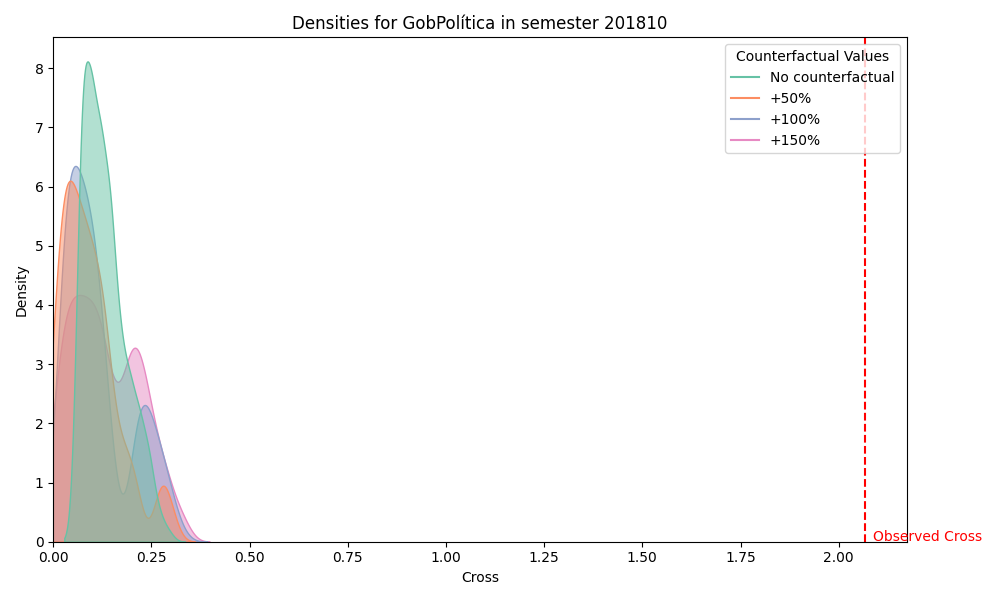 Densities for GobPolítica in semester 201810
Counterfactual Values
No counterfactual
+50%
+100%
+150%
Density
8
7
6
5
4
3
2
1
0
0.00 0.25 0.50 0.75 1.00 1.25 1.50 1.75 2.00
Observed Cross
Cross